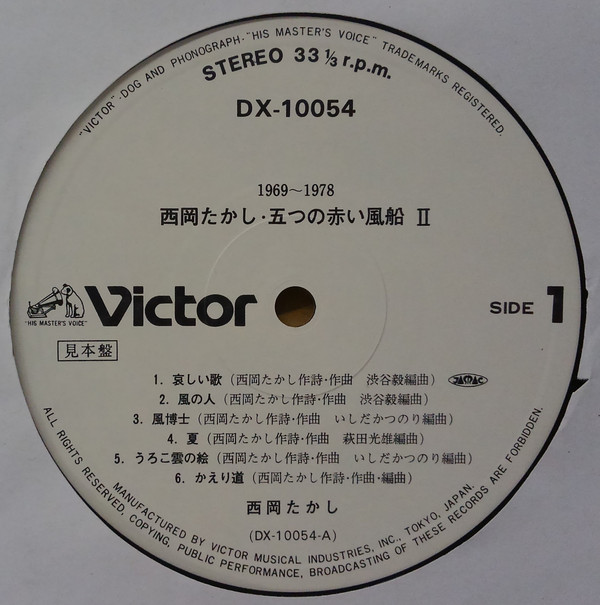 "VICTOR"-DOG AND PHONOGRAPH-"HIS MASTER'S VOICE" TRADEMARKS REGISTERED.
STEREO 33 1/3 r.p.m.
DX-10054
1969~1978
西岡たかし・五つの赤い風船 II
Victor
"HIS MASTER'S VOICE"
SIDE 1
見本盤
1. 哀しい歌 (西岡たかし作詩・作曲 渋谷毅編曲) JASRAC
2. 風の人 (西岡たかし作詩・作曲 渋谷毅編曲)
3. 風博士 (西岡たかし作詩・作曲 いしだかつのり編曲)
4. 夏 (西岡たかし作詩・作曲 萩田光雄編曲)
5. うろこ雲の絵 (西岡たかし作詩・作曲 いしだかつのり編曲)
6. かえり道 (西岡たかし作詩・作曲・編曲)
西岡たかし
(DX-10054-A)
MANUFACTURED BY VICTOR MUSICAL INDUSTRIES, INC., TOKYO, JAPAN.
ALL RIGHTS RESERVED, COPYING, PUBLIC PERFORMANCE, BROADCASTING OF THESE RECORDS ARE FORBIDDEN.